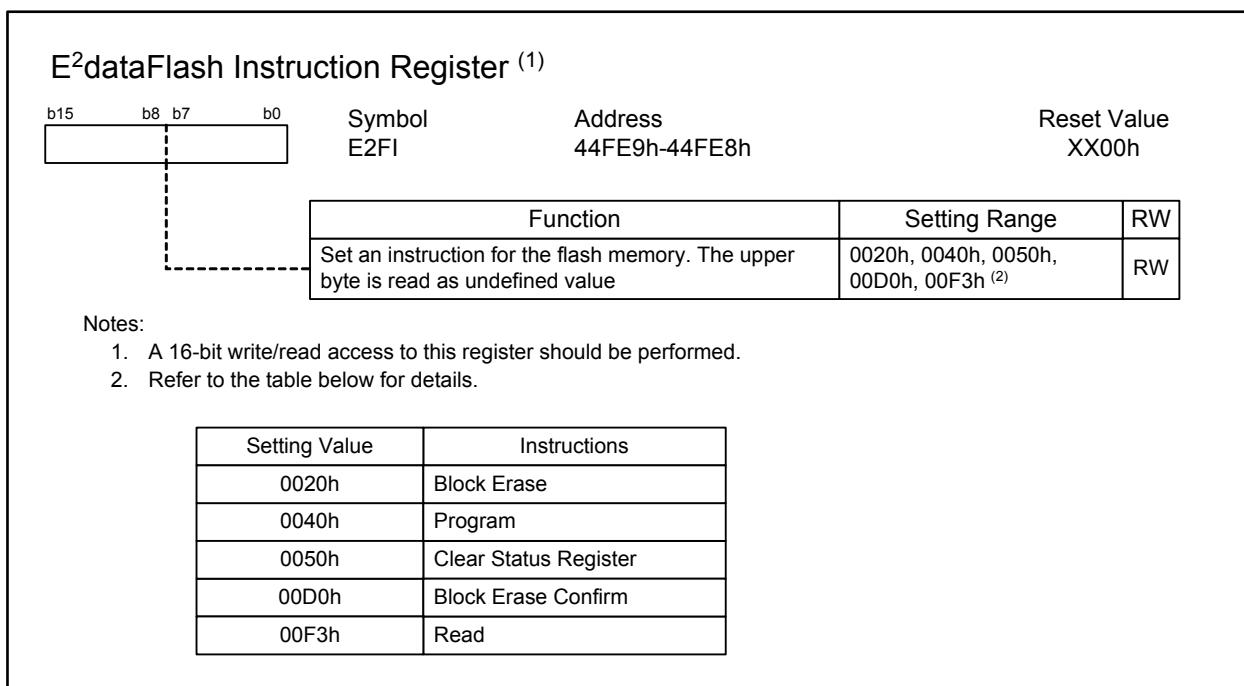 E²dataFlash Instruction Register (1)
b15 b8 b7 b0
Symbol Address Reset Value
E2FI 44FE9h-44FE8h XX00h
Function Setting Range RW
Set an instruction for the flash memory. The upper
byte is read as undefined value
0020h, 0040h, 0050h,
00D0h, 00F3h (2)
RW
Notes:
1. A 16-bit write/read access to this register should be performed.
2. Refer to the table below for details.
Setting Value Instructions
0020h Block Erase
0040h Program
0050h Clear Status Register
00D0h Block Erase Confirm
00F3h Read